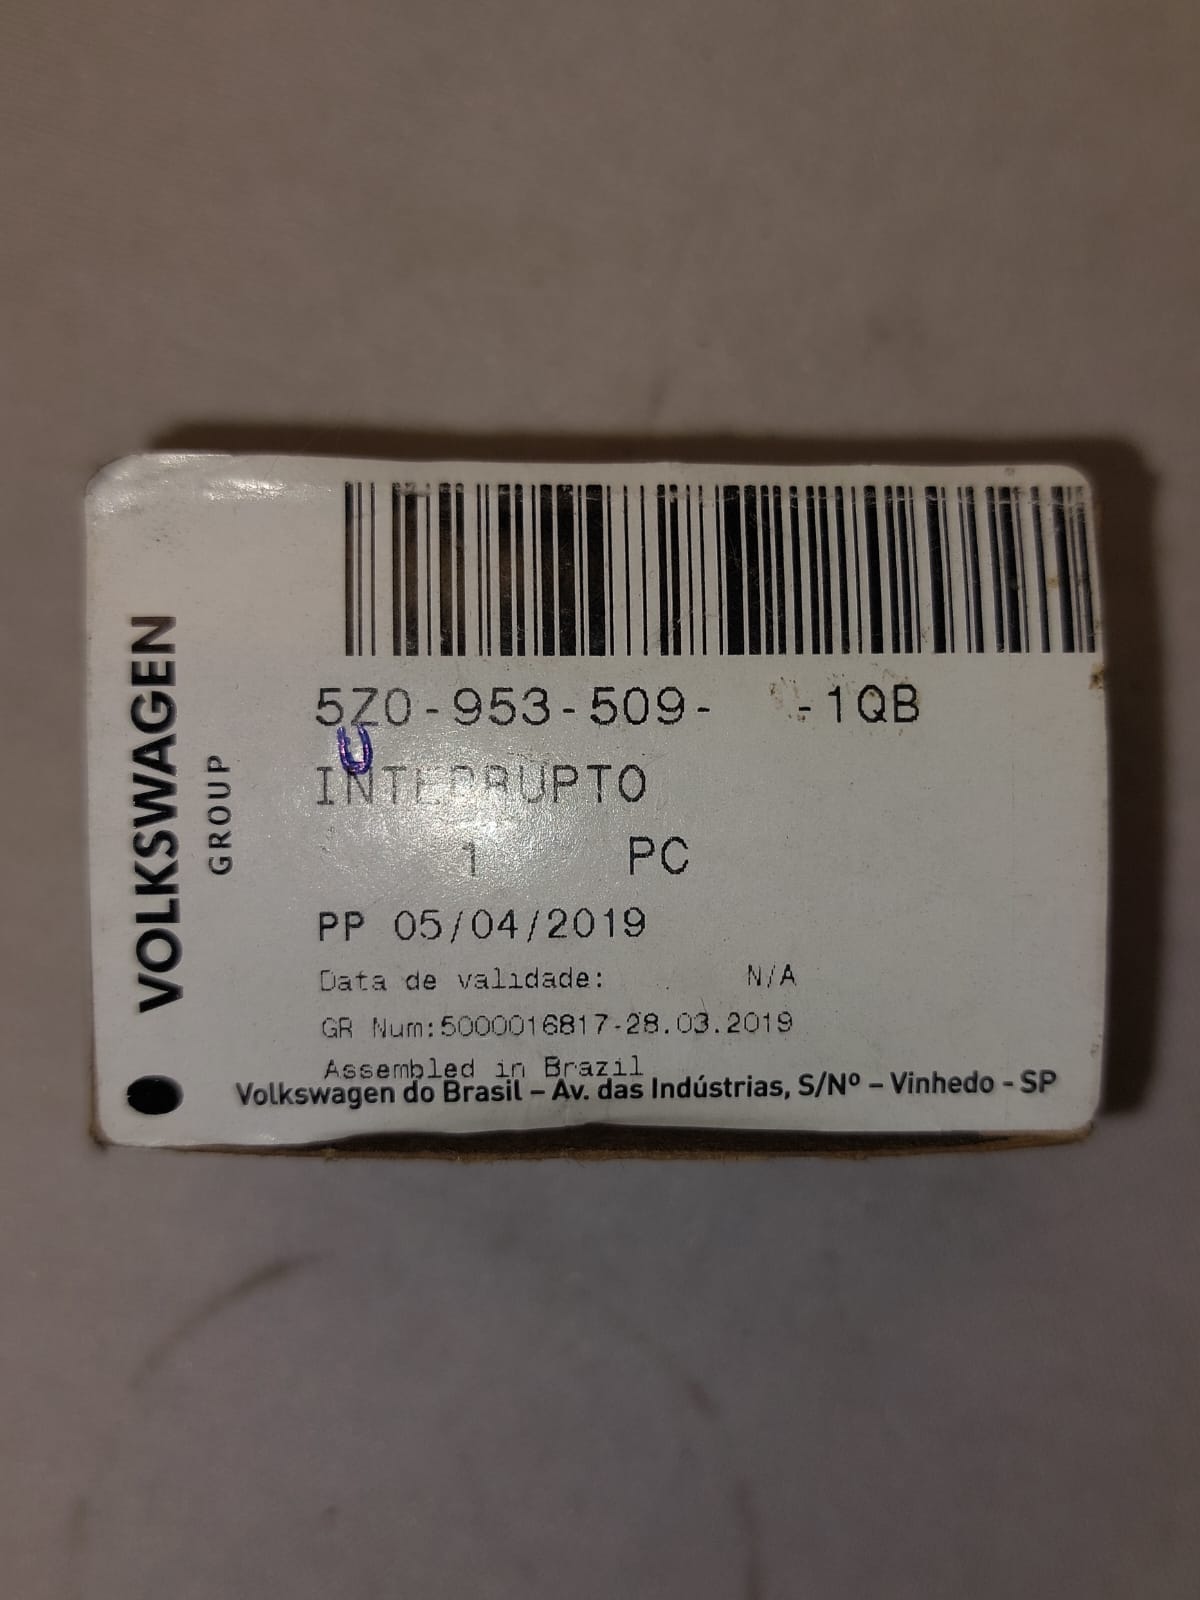 VOLKSWAGEN
GROUP
5Z0-953-509- -1QB
U
INTERRUPTO
1 PC
PP 05/04/2019
Data de validade: N/A
GR Num:5000016817-28.03.2019
Assembled in Brazil
Volkswagen do Brasil – Av. das Indústrias, S/Nº – Vinhedo - SP